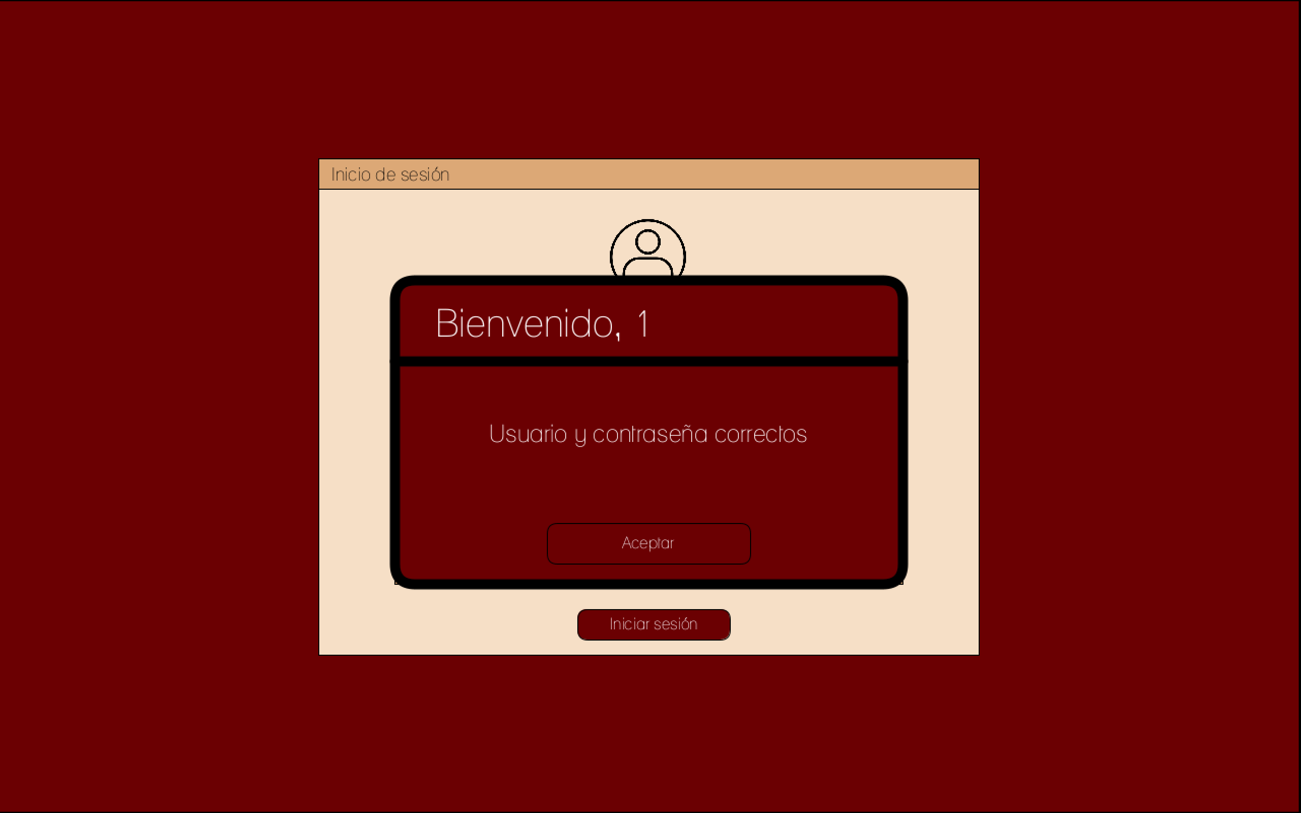 Inicio de sesión
Bienvenido, 1
Usuario y contraseña correctos
Aceptar
Iniciar sesión